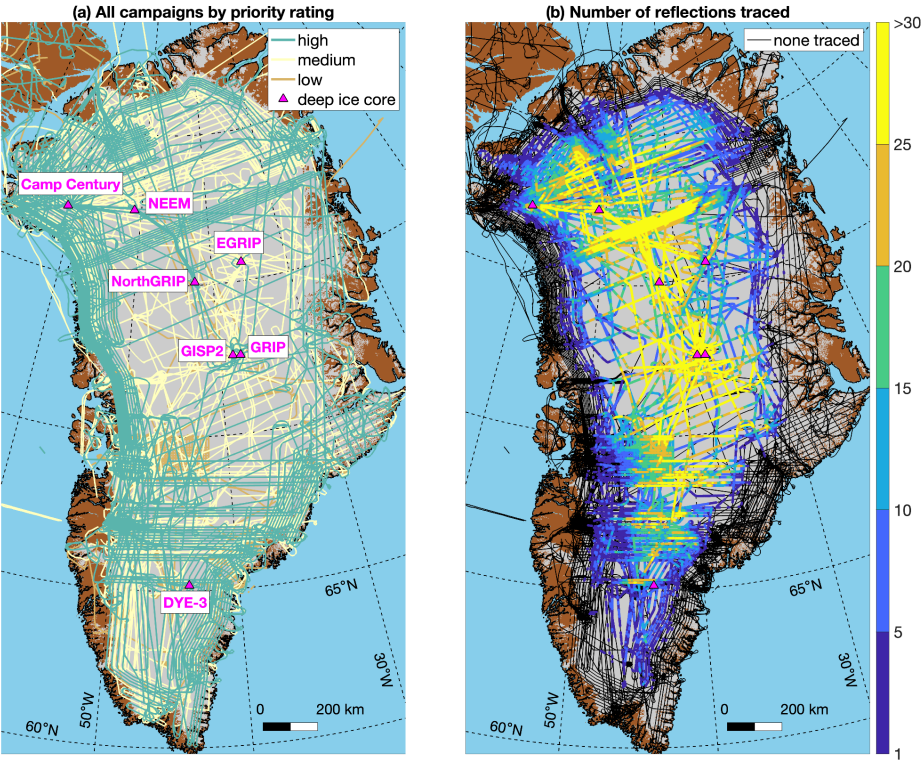 (a) All campaigns by priority rating
high
medium
low
deep ice core
Camp Century
NEEM
EGRIP
NorthGRIP
GISP2
GRIP
DYE-3
65°N
30°W
50°W
60°N
0 200 km
(b) Number of reflections traced
none traced
65°N
30°W
50°W
60°N
0 200 km
>30
25
20
15
10
5
1